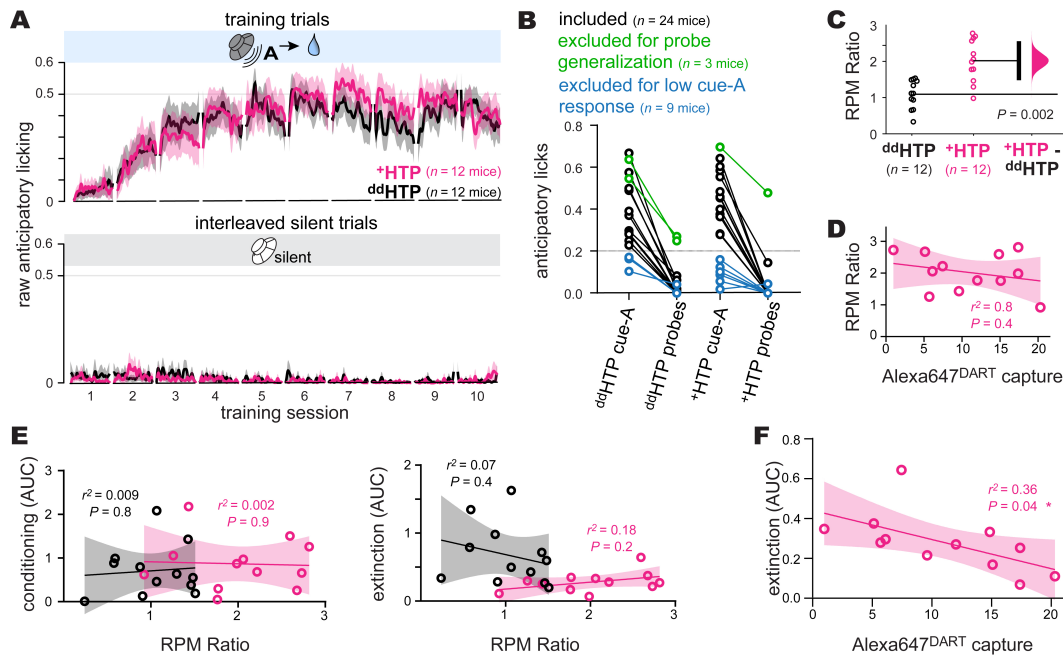 A
training trials
A
raw anticipatory licking
0.6
0.5
0
+HTP (n = 12 mice)
ddHTP (n = 12 mice)
interleaved silent trials
silent
0.6
0.5
0
1 2 3 4 5 6 7 8 9 10
training session
B
included (n = 24 mice)
excluded for probe
generalization (n = 3 mice)
excluded for low cue-A
response (n = 9 mice)
anticipatory licks
0.8
0.6
0.4
0.2
0.0
ddHTP cue-A
ddHTP probes
+HTP cue-A
+HTP probes
C
RPM Ratio
3
2
1
0
P = 0.002
ddHTP +HTP +HTP -
(n = 12) (n = 12) ddHTP
D
RPM Ratio
3
2
1
0
r2 = 0.8
P = 0.4
0 5 10 15 20
Alexa647DART capture
E
conditioning (AUC)
3
2
1
0
r2 = 0.009
P = 0.8
r2 = 0.002
P = 0.9
1 2 3
RPM Ratio
extinction (AUC)
2
1
0
r2 = 0.07
P = 0.4
r2 = 0.18
P = 0.2
1 2 3
RPM Ratio
F
extinction (AUC)
0.8
0.6
0.4
0.2
0.0
r2 = 0.36
P = 0.04 *
0 5 10 15 20
Alexa647DART capture